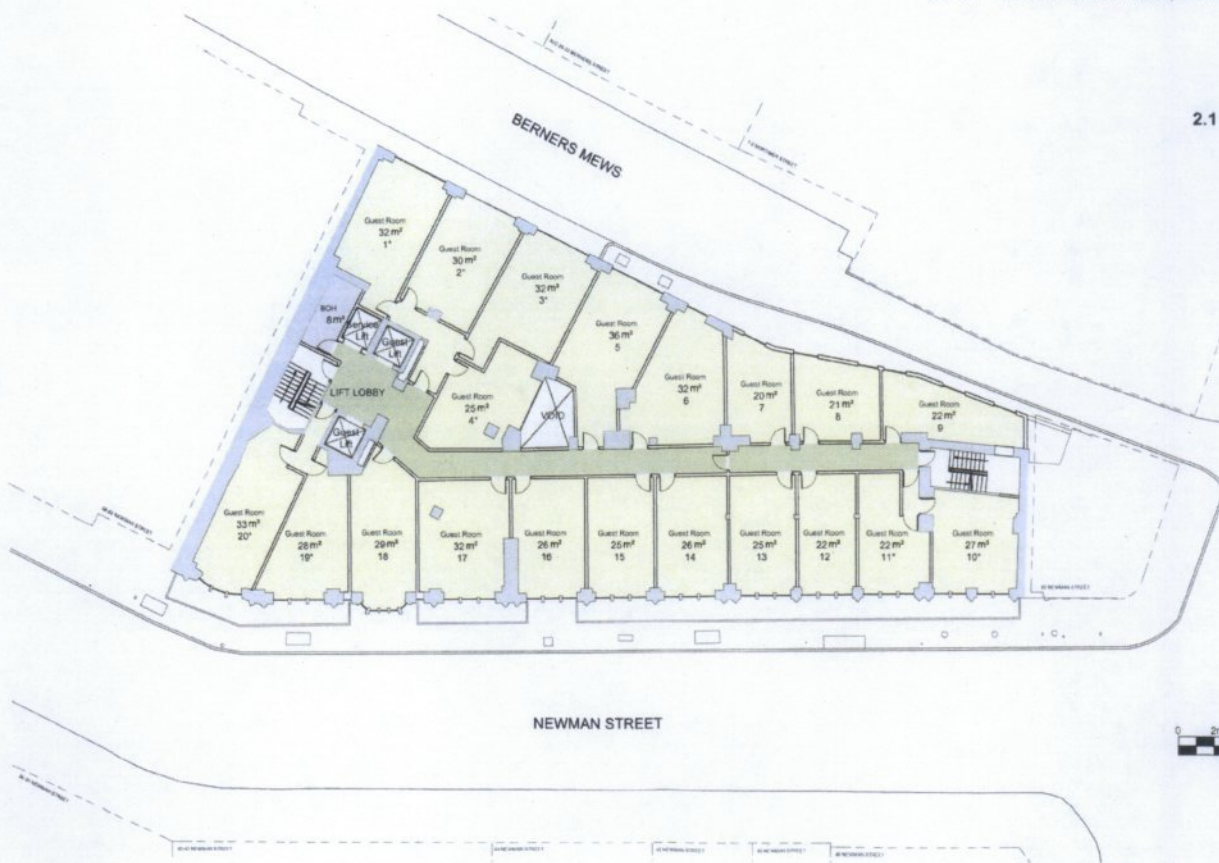 BERNERS MEWS
2.1
Guest Room
32 m²
1*
Guest Room
30 m²
2*
Guest Room
32 m²
3*
Guest Room
36 m²
5
Guest Room
32 m²
6
Guest Room
20 m²
7
Guest Room
21 m²
8
Guest Room
22 m²
9
BOH
8 m²
Service
Lift
Guest
Lift
LIFT LOBBY
Guest Room
25 m²
4*
VOID
Guest
Lift
Guest Room
33 m²
20*
Guest Room
28 m²
19*
Guest Room
29 m²
18
Guest Room
32 m²
17
Guest Room
26 m²
16
Guest Room
25 m²
15
Guest Room
26 m²
14
Guest Room
25 m²
13
Guest Room
22 m²
12
Guest Room
22 m²
11*
Guest Room
27 m²
10*
NEWMAN STREET
0